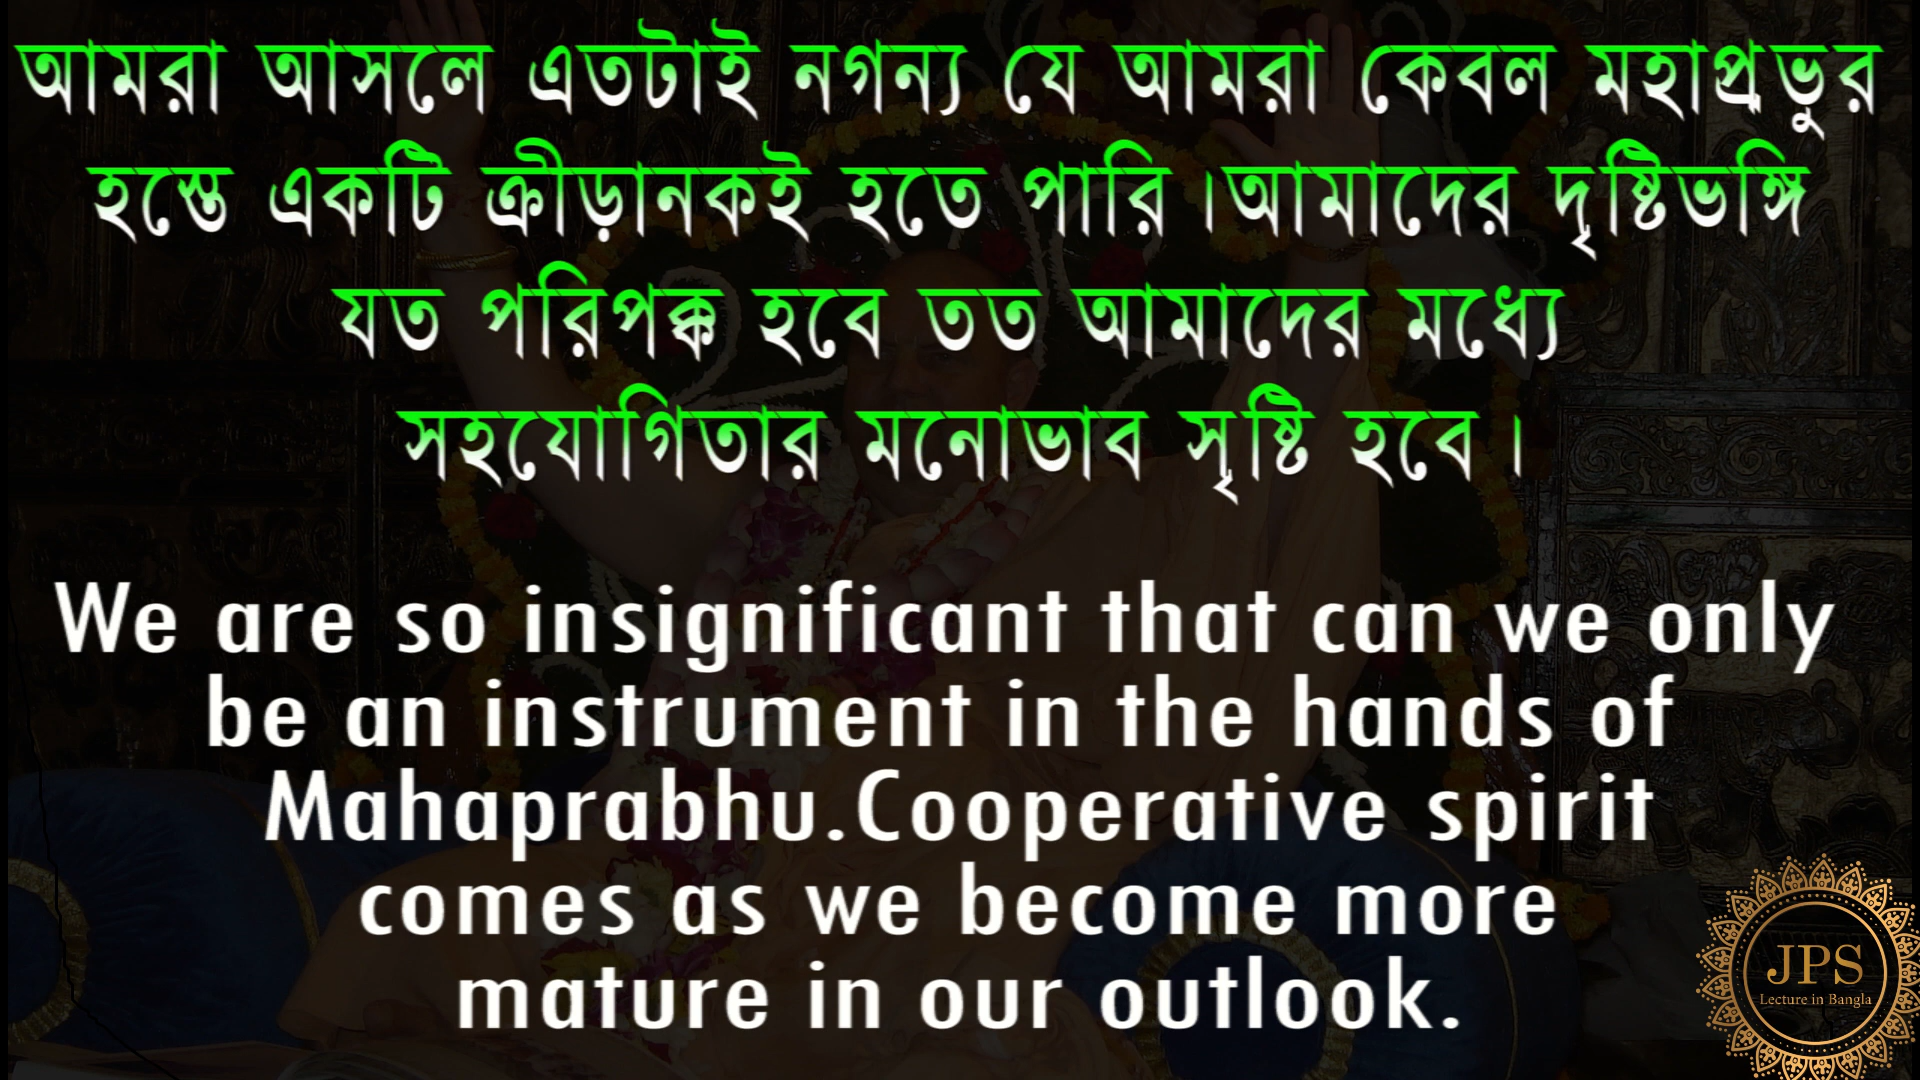 আমরা আসলে এতটাই নগন্য যে আমরা কেবল মহাপ্রভুর
হস্তে একটি ক্রীড়ানকই হতে পারি ।আমাদের দৃষ্টিভঙ্গি
যত পরিপক্ক হবে তত আমাদের মধ্যে
সহযোগিতার মনোভাব সৃষ্টি হবে ।
We are so insignificant that can we only
be an instrument in the hands of
Mahaprabhu.Cooperative spirit
comes as we become more
mature in our outlook.
JPS
Lecture in Bangla